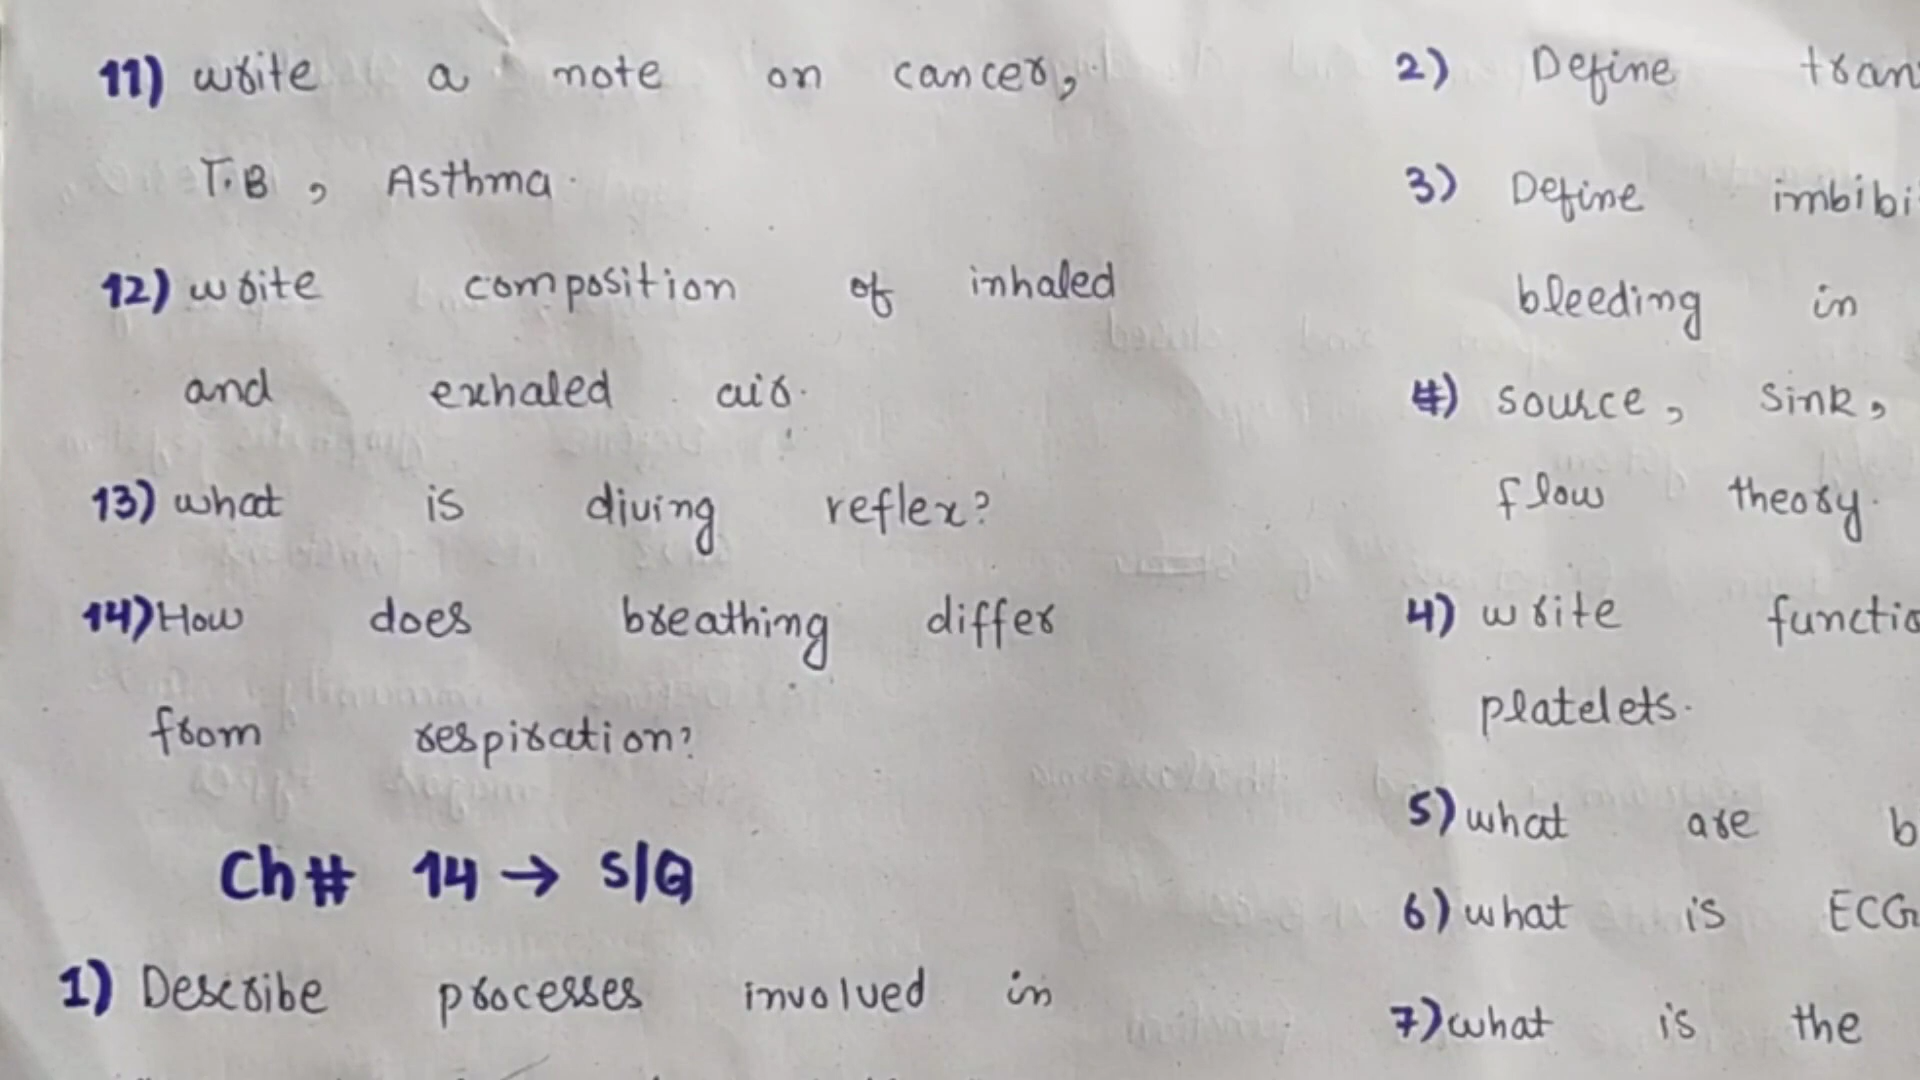 11) write a note on cancer,
T.B, Asthma.
12) write composition of inhaled
and exhaled air.
13) what is diving reflex?
14) How does breathing differ
from respiration?
Ch# 14 → S/Q
1) Describe processes involved in
2) Define
3) Define
bleeding in
4) source, sink,
flow theory.
4) write
platelets.
5) what are
6) what is ECG
7) what is the